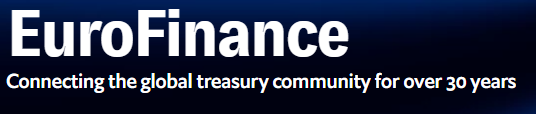 EuroFinance
Connecting the global treasury community for over 30 years